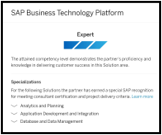 SAP Business Technology Platform
Expert
The attained competency level demonstrates the partner's proficiency and
knowledge in delivering customer success in this Solution area.
Specializations
For the following Solutions the partner has earned a special SAP recognition
for meeting consultant certification and project delivery criteria. Learn more
Analytics and Planning
Application Development and Integration
Database and Data Management